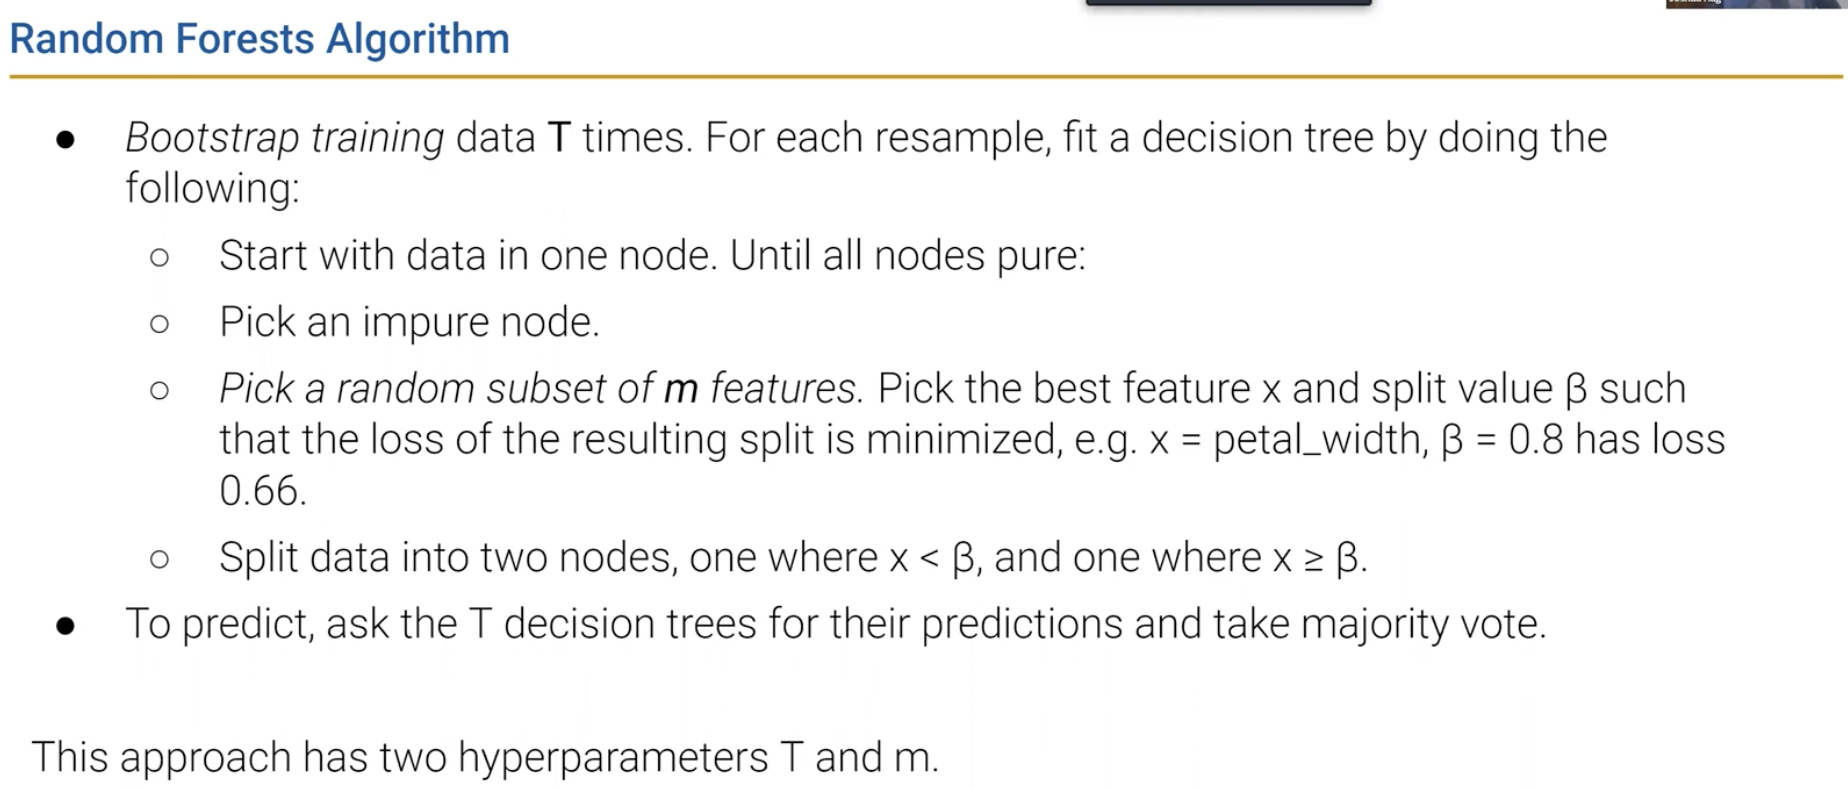 Random Forests Algorithm
● Bootstrap training data T times. For each resample, fit a decision tree by doing the
following:
○ Start with data in one node. Until all nodes pure:
○ Pick an impure node.
○ Pick a random subset of m features. Pick the best feature x and split value β such
that the loss of the resulting split is minimized, e.g. x = petal_width, β = 0.8 has loss
0.66.
○ Split data into two nodes, one where x < β, and one where x ≥ β.
● To predict, ask the T decision trees for their predictions and take majority vote.
This approach has two hyperparameters T and m.